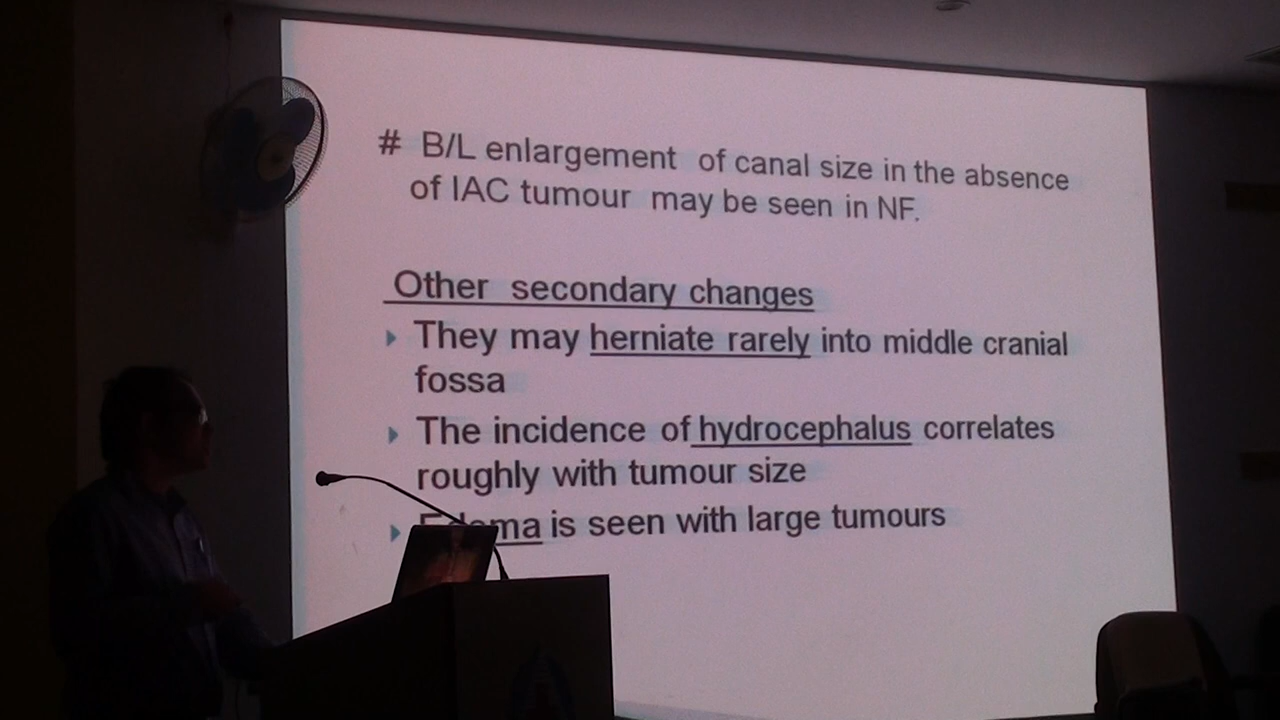 # B/L enlargement of canal size in the absence
of IAC tumour may be seen in NF.
Other secondary changes
They may herniate rarely into middle cranial
fossa
The incidence of hydrocephalus correlates
roughly with tumour size
Edema is seen with large tumours